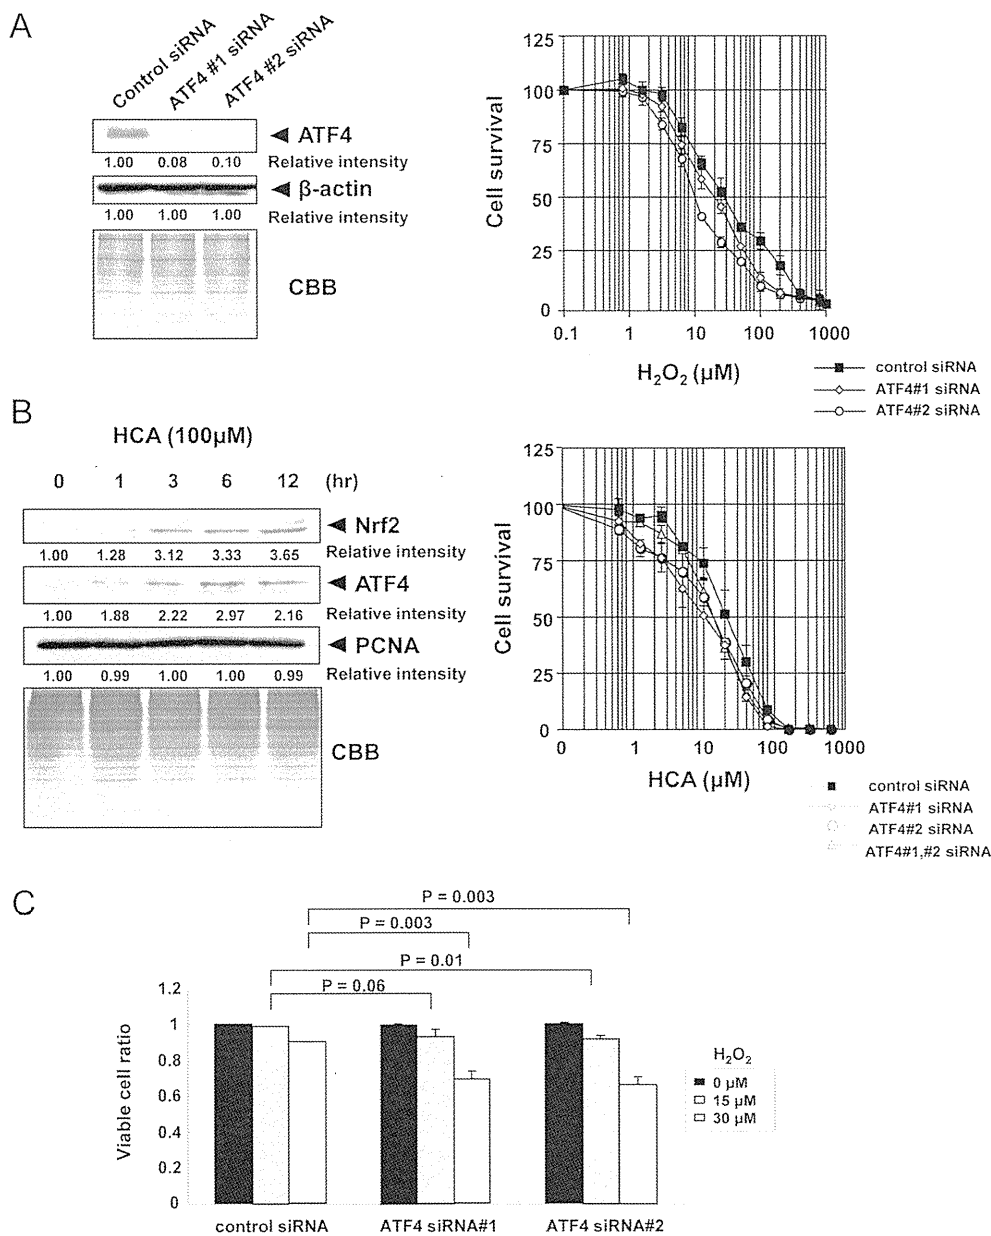 A
Control siRNA
ATF4 #1 siRNA
ATF4 #2 siRNA
ATF4
1.00 0.08 0.10 Relative intensity
β-actin
1.00 1.00 1.00 Relative intensity
CBB
125
100
75
50
25
0
Cell survival
0.1 1 10 100 1000
H₂O₂ (μM)
control siRNA
ATF4#1 siRNA
ATF4#2 siRNA
B
HCA (100μM)
0 1 3 6 12 (hr)
Nrf2
1.00 1.28 3.12 3.33 3.65 Relative intensity
ATF4
1.00 1.88 2.22 2.97 2.16 Relative intensity
PCNA
1.00 0.99 1.00 1.00 0.99 Relative intensity
CBB
125
100
75
50
25
0
Cell survival
0 1 10 100 1000
HCA (μM)
control siRNA
ATF4#1 siRNA
ATF4#2 siRNA
ATF4#1,#2 siRNA
C
P = 0.003
P = 0.003
P = 0.01
P = 0.06
1.2
1
0.8
0.6
0.4
0.2
0
Viable cell ratio
H₂O₂
0 μM
15 μM
30 μM
control siRNA ATF4 siRNA#1 ATF4 siRNA#2